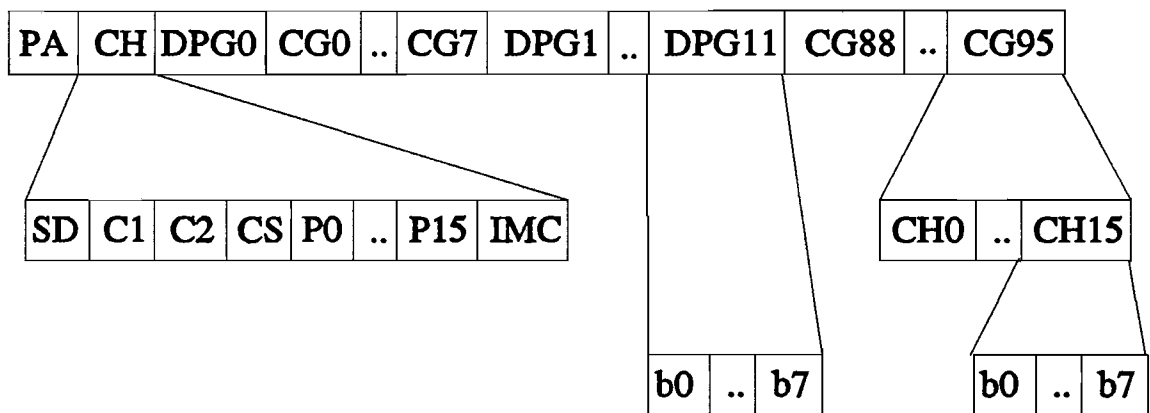 PA CH DPG0 CG0 .. CG7 DPG1 .. DPG11 CG88 .. CG95
SD C1 C2 CS P0 .. P15 IMC
CH0 .. CH15
b0 .. b7
b0 .. b7